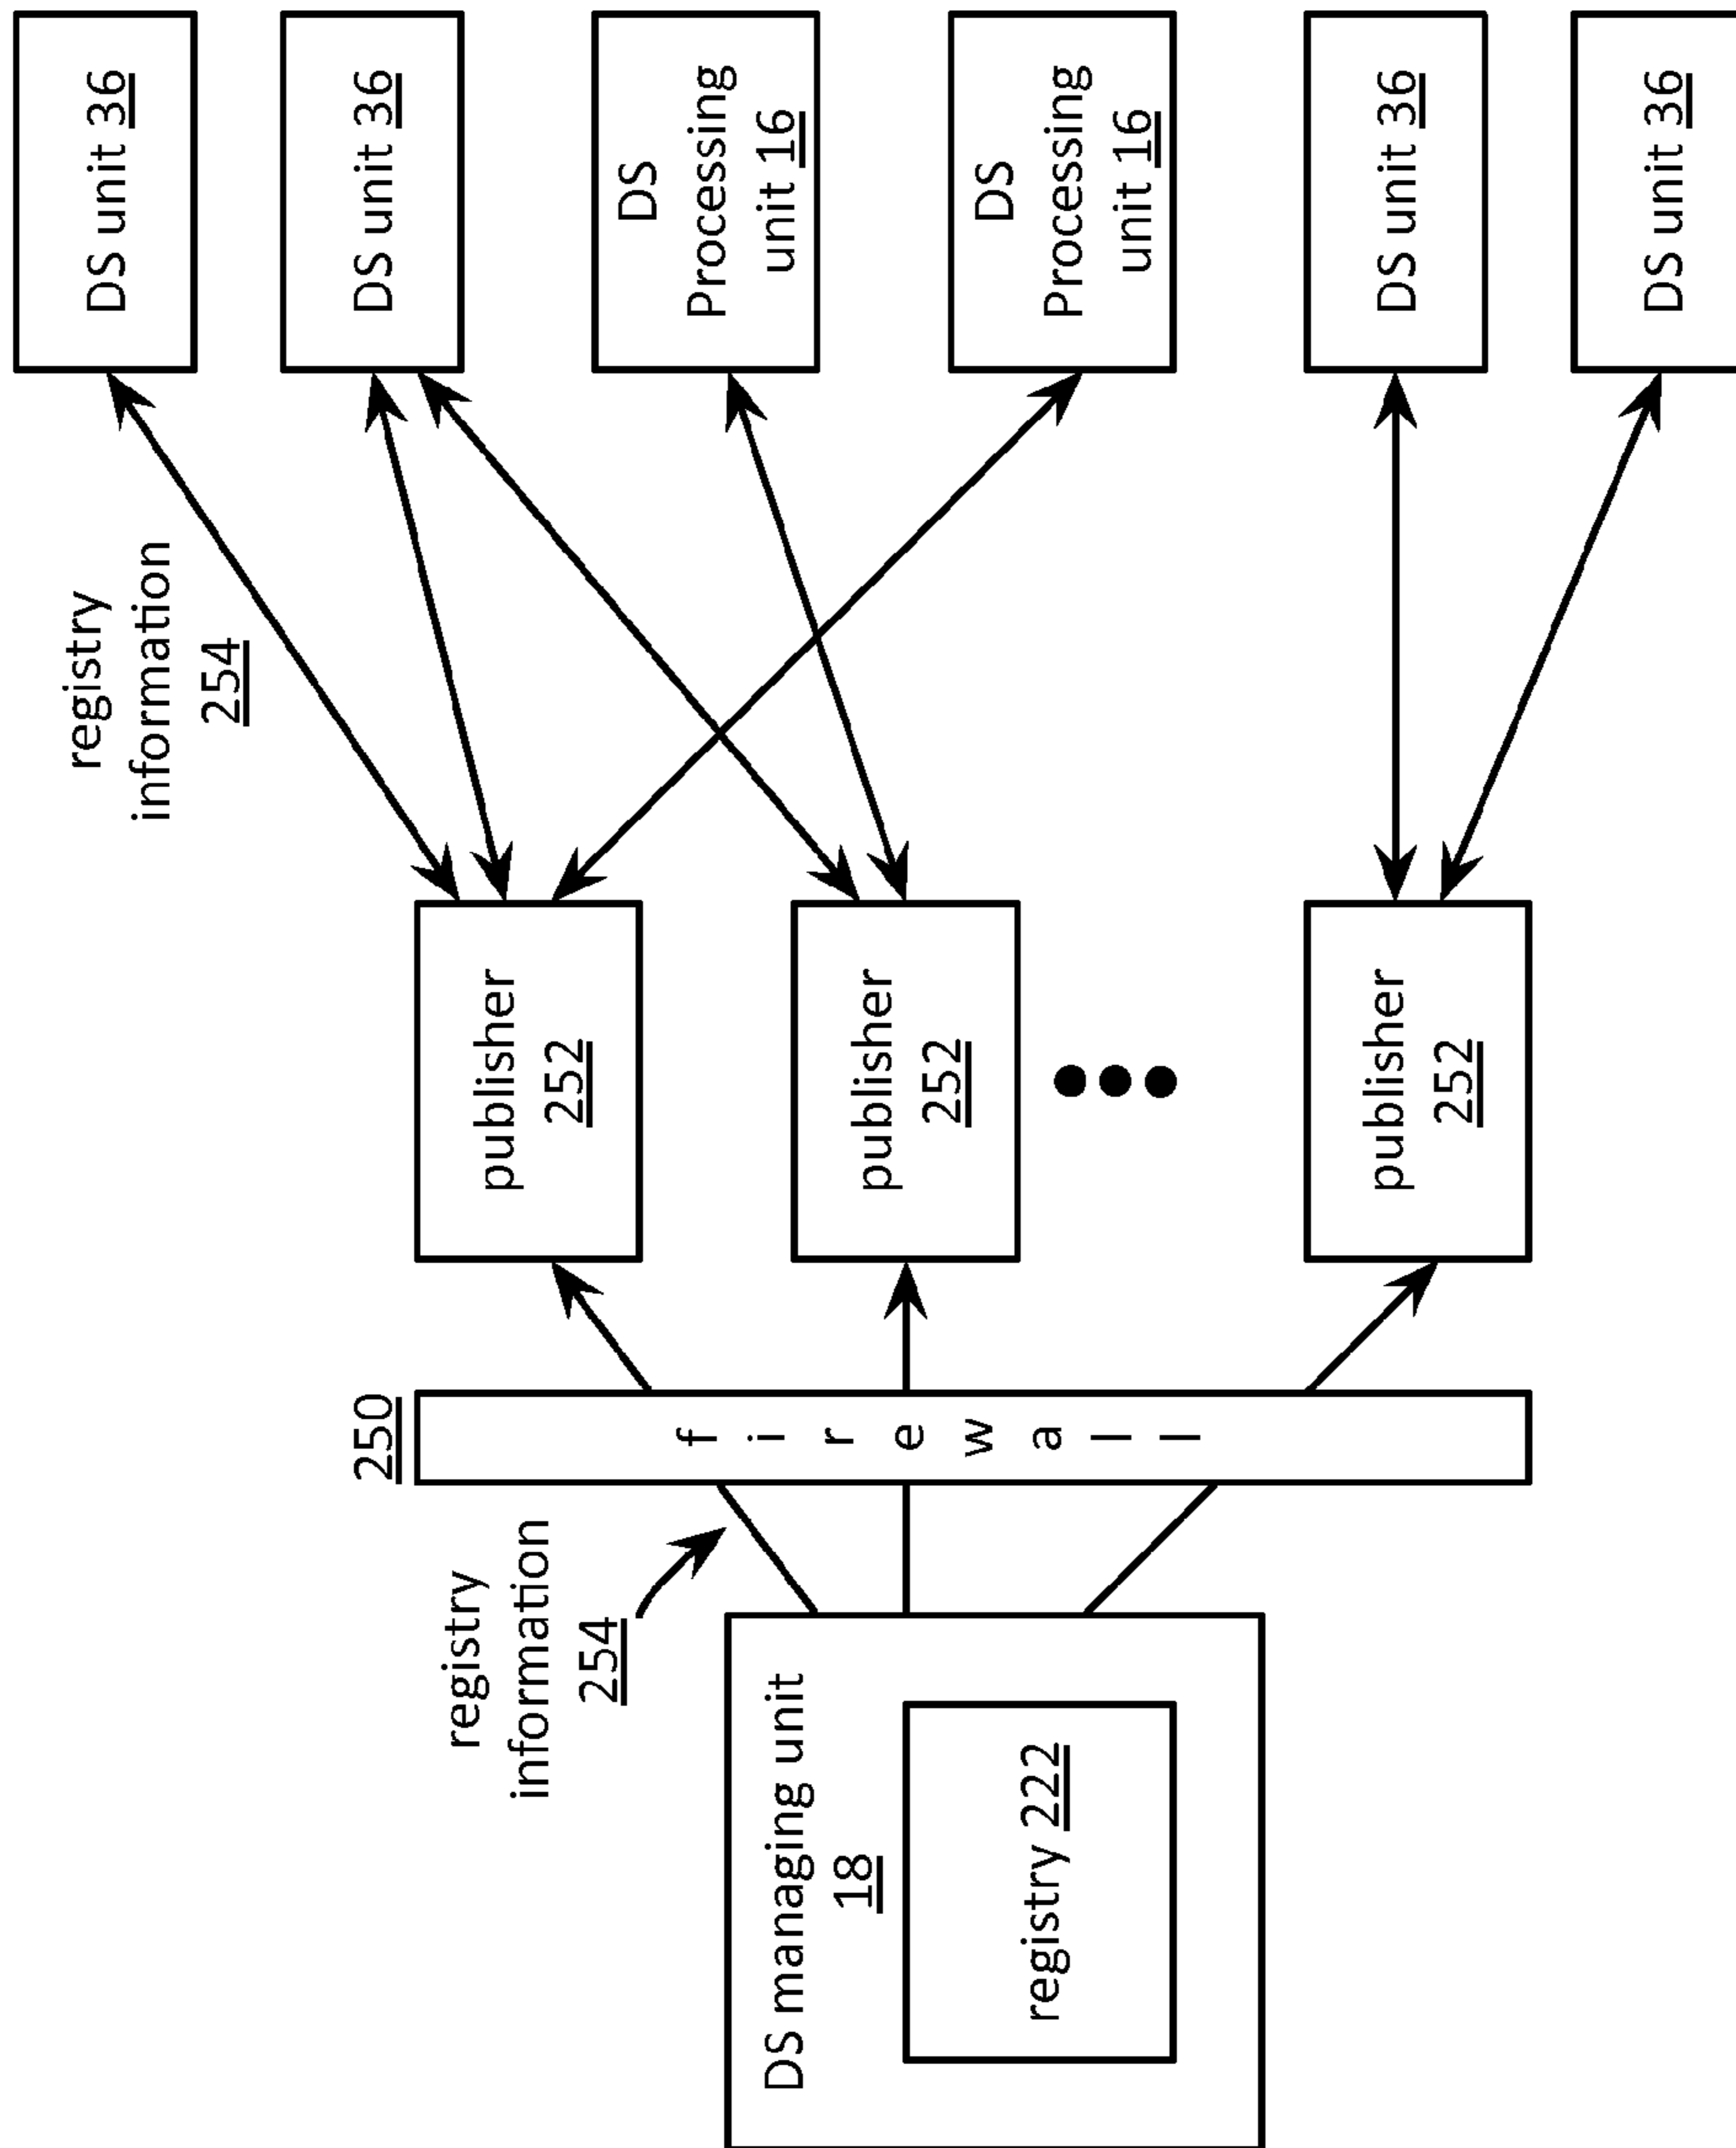 DS managing unit
18
registry 222
registry
information
254
250
firewall
publisher
252
publisher
252
publisher
252
registry
information
254
DS unit 36
DS unit 36
DS
Processing
unit 16
DS
Processing
unit 16
DS unit 36
DS unit 36